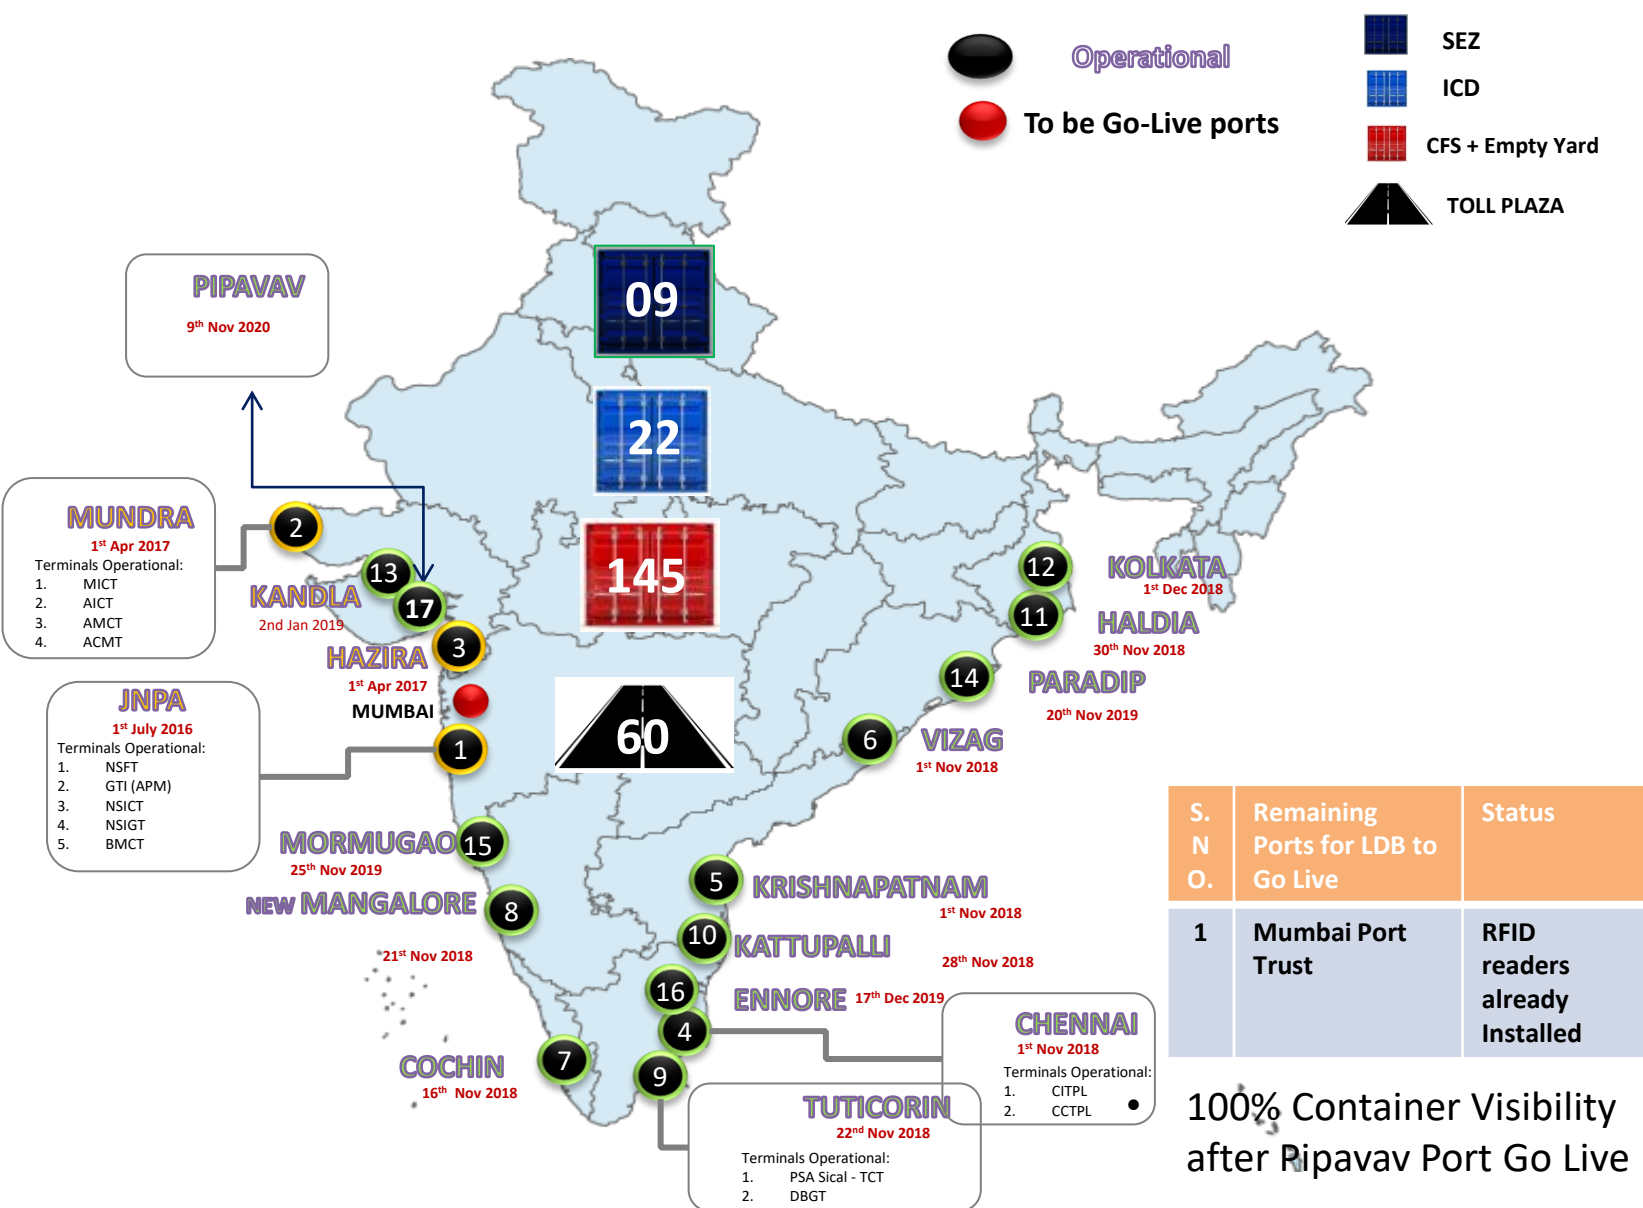 Operational
To be Go-Live ports
SEZ
ICD
CFS + Empty Yard
TOLL PLAZA
PIPAVAV
9th Nov 2020
09
22
145
60
MUNDRA
1st Apr 2017
Terminals Operational:
1. MICT
2. AICT
3. AMCT
4. ACMT
2
13
KANDLA
2nd Jan 2019
17
HAZIRA
1st Apr 2017
3
MUMBAI
JNPA
1st July 2016
Terminals Operational:
1. NSFT
2. GTI (APM)
3. NSICT
4. NSIGT
5. BMCT
1
MORMUGAO
25th Nov 2019
15
NEW MANGALORE
21st Nov 2018
8
COCHIN
16th Nov 2018
7
12
KOLKATA
1st Dec 2018
11
HALDIA
30th Nov 2018
14
PARADIP
20th Nov 2019
6
VIZAG
1st Nov 2018
5
KRISHNAPATNAM
1st Nov 2018
10
KATTUPALLI
28th Nov 2018
16
ENNORE 17th Dec 2019
4
CHENNAI
1st Nov 2018
Terminals Operational:
1. CITPL
2. CCTPL
9
TUTICORIN
22nd Nov 2018
Terminals Operational:
1. PSA Sical - TCT
2. DBGT
S.
N
O.
Remaining
Ports for LDB to
Go Live
Status
1
Mumbai Port
Trust
RFID
readers
already
Installed
100% Container Visibility
after Pipavav Port Go Live